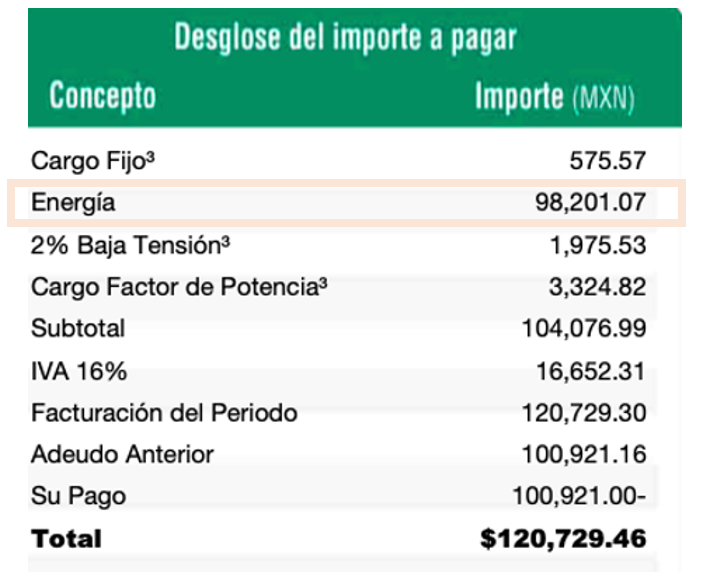 Desglose del importe a pagar
Concepto Importe (MXN)
Cargo Fijo³ 575.57
Energía 98,201.07
2% Baja Tensión³ 1,975.53
Cargo Factor de Potencia³ 3,324.82
Subtotal 104,076.99
IVA 16% 16,652.31
Facturación del Periodo 120,729.30
Adeudo Anterior 100,921.16
Su Pago 100,921.00-
Total $120,729.46